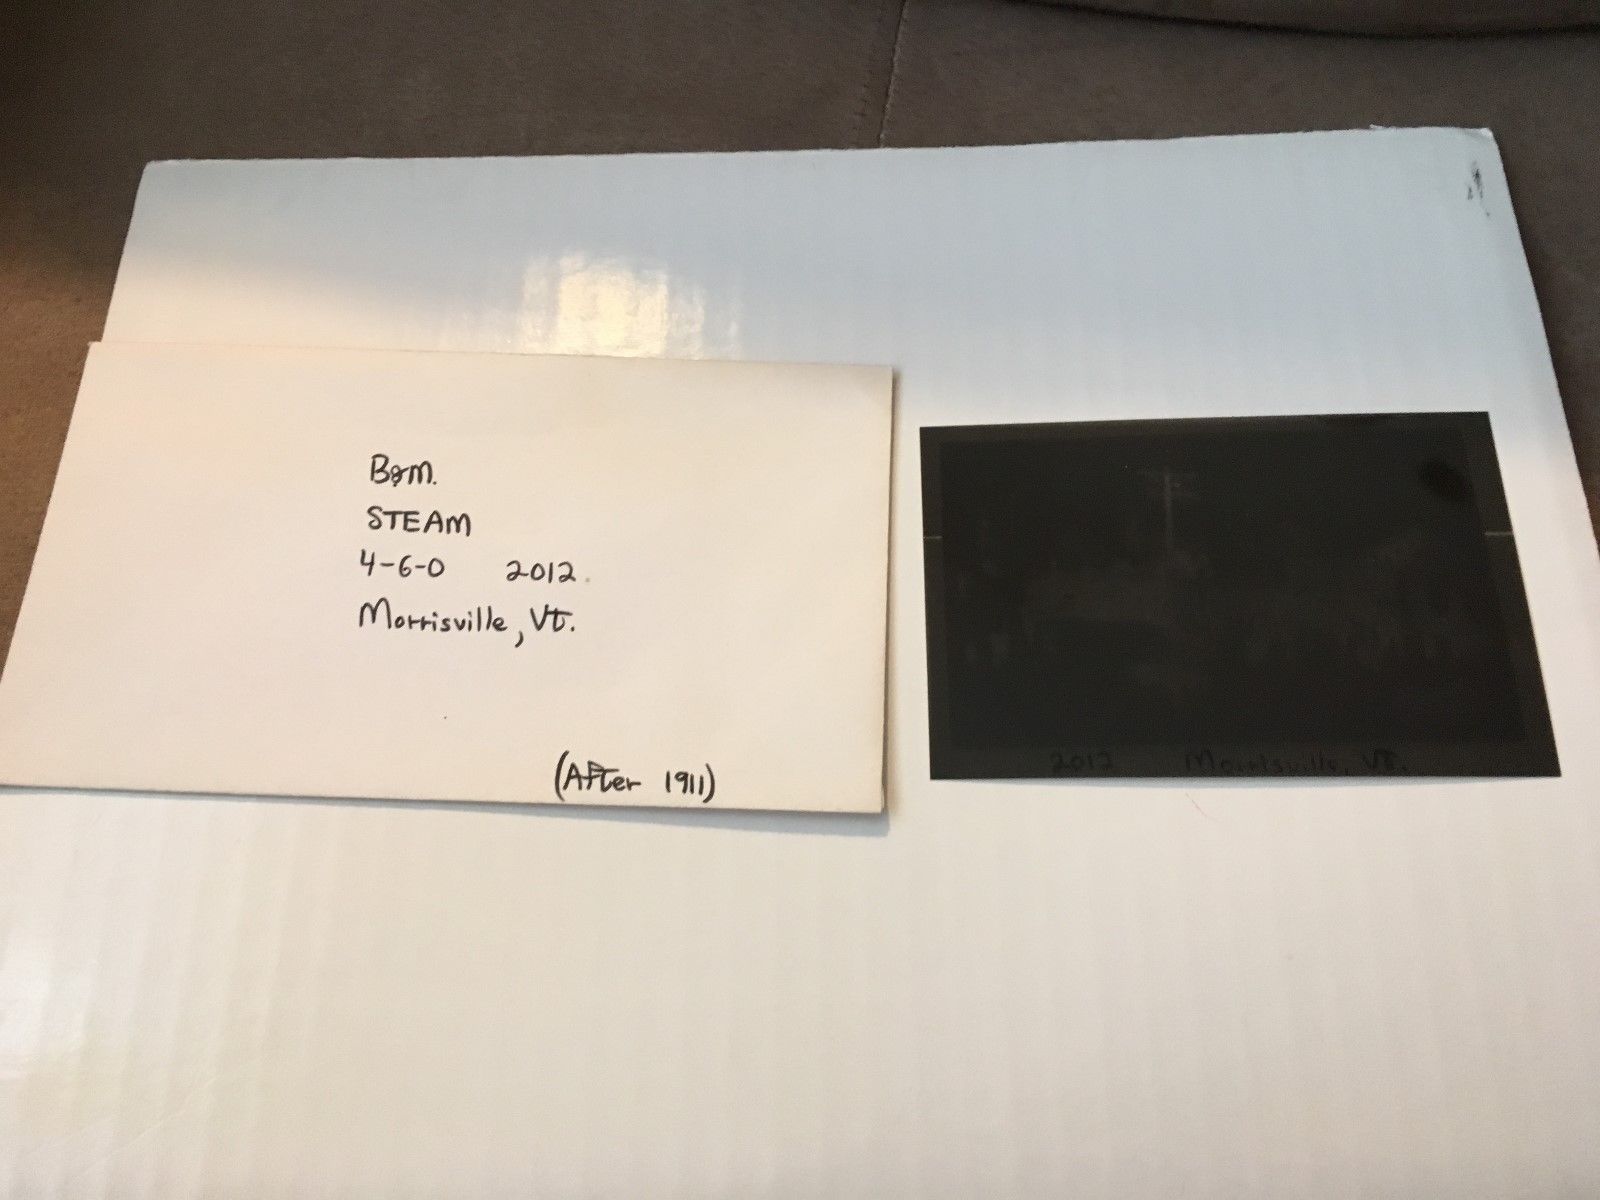 B&M.
STEAM
4-6-0 2012.
Morrisville, Vt.
(After 1911)
2012 Morrisville, VT.